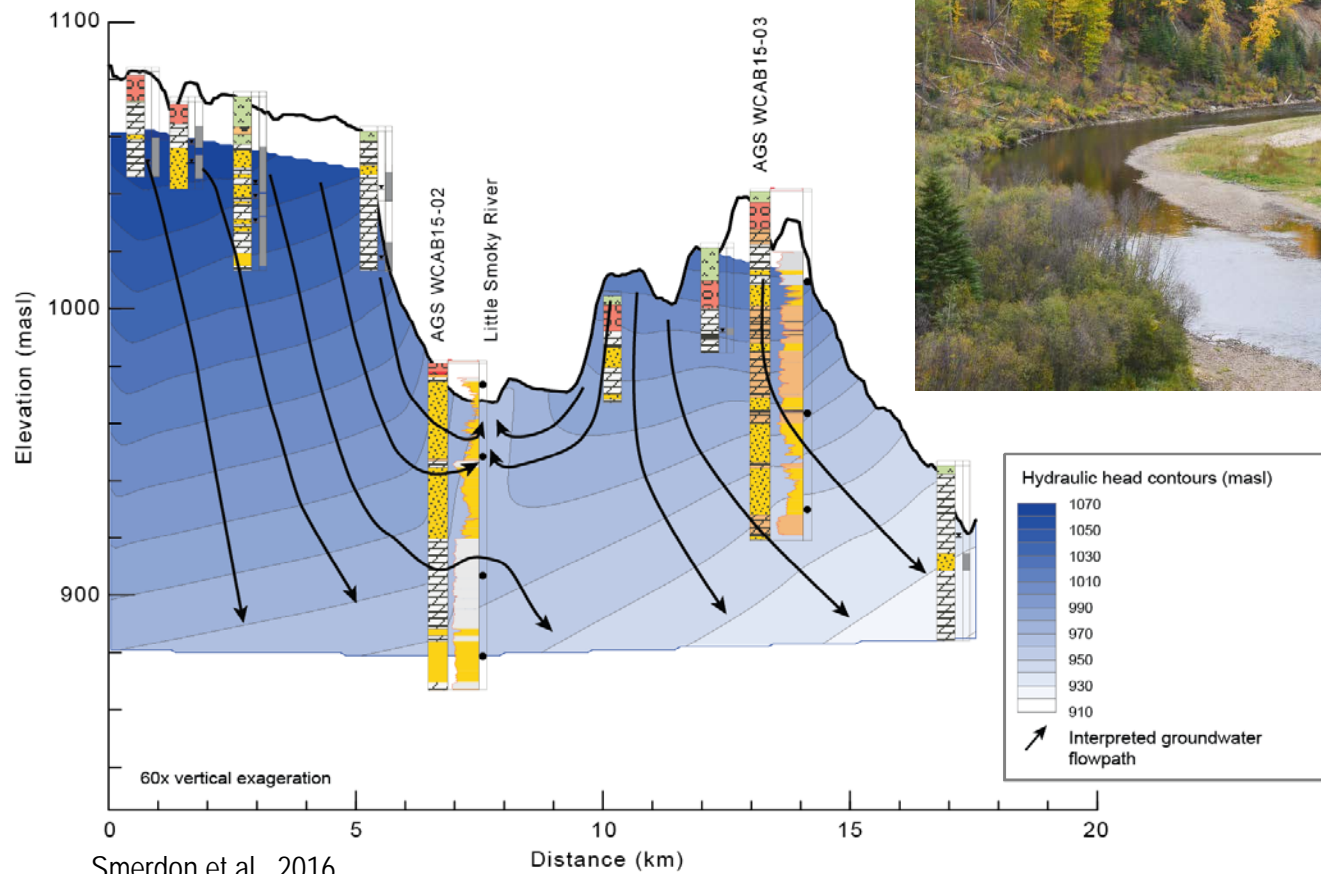 1100
1000
900
Elevation (masl)
AGS WCAB15-02
Little Smoky River
AGS WCAB15-03
60x vertical exageration
0
5
10
15
20
Distance (km)
Smerdon et al., 2016
Hydraulic head contours (masl)
1070
1050
1030
1010
990
970
950
930
910
Interpreted groundwater
flowpath